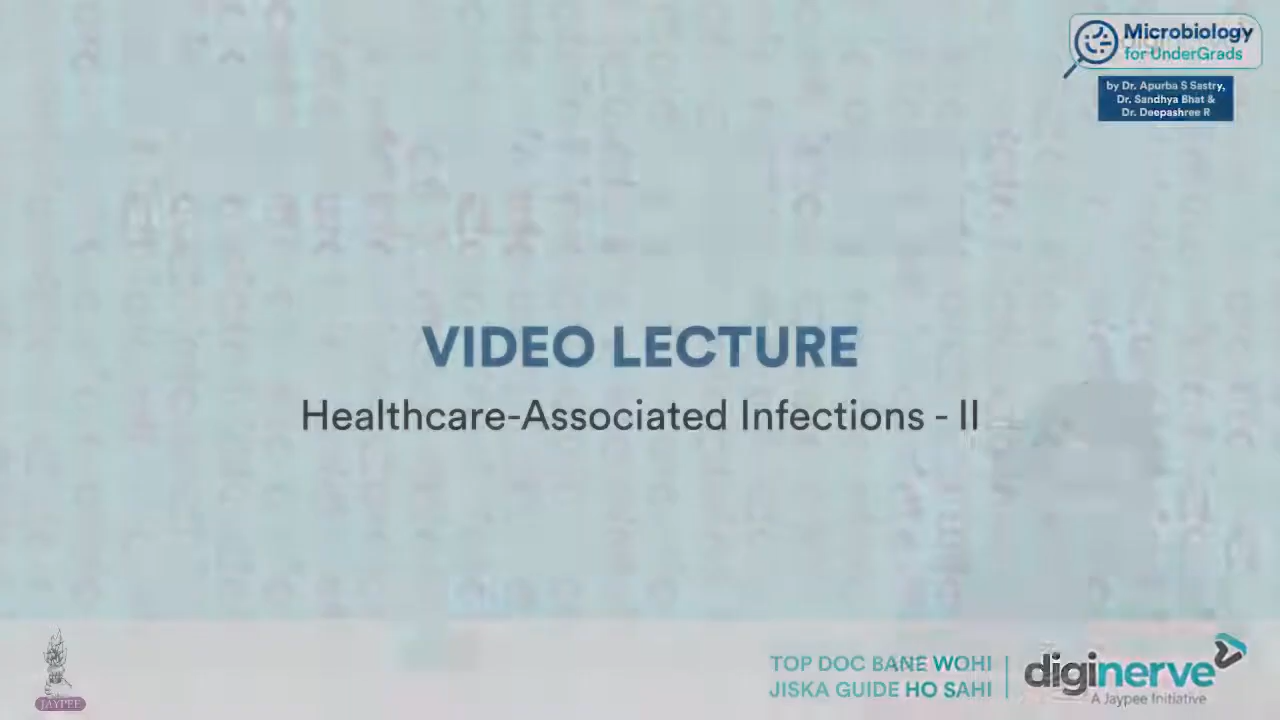 Microbiology
for UnderGrads
by Dr. Apurba S Sastry,
Dr. Sandhya Bhat &
Dr. Deepashree R
VIDEO LECTURE
Healthcare-Associated Infections - II
JAYPEE
TOP DOC BANE WOHI
JISKA GUIDE HO SAHI
diginerve
A Jaypee Initiative